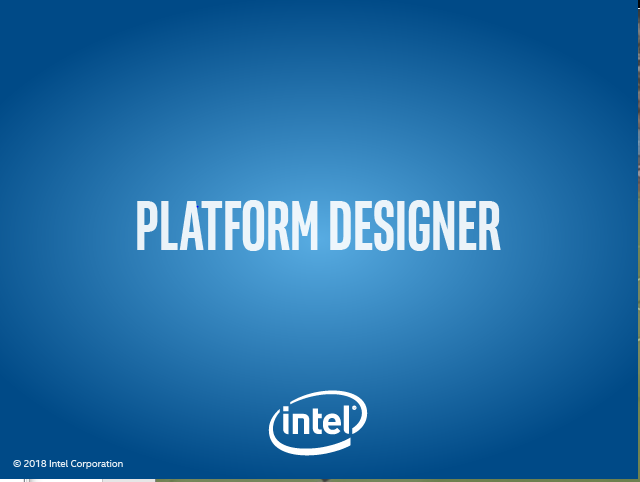 PLATFORM DESIGNER
intel
© 2018 Intel Corporation